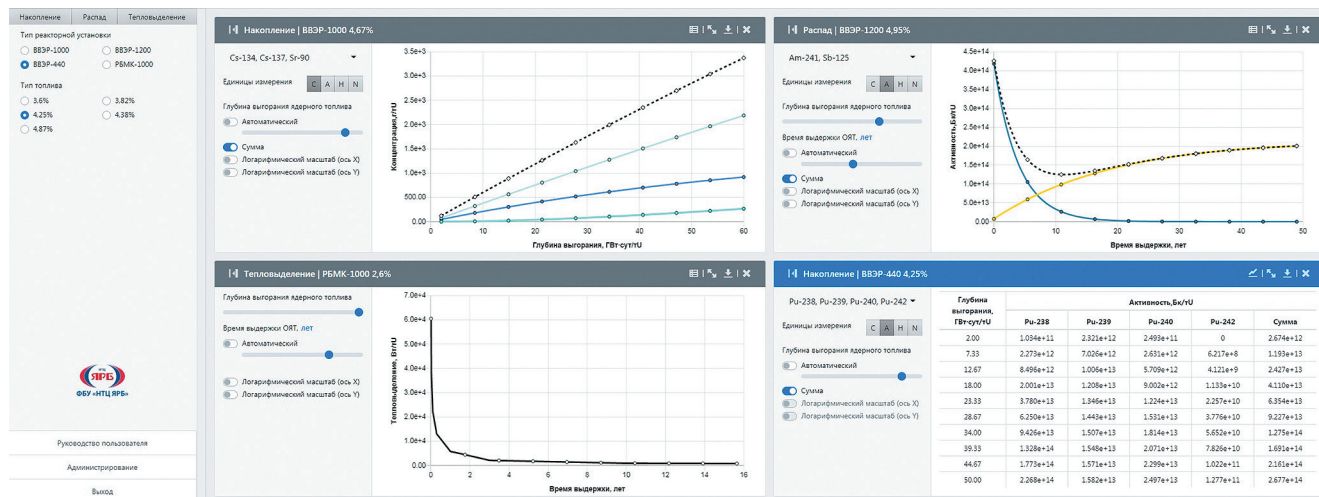 Накопление Распад Тепловыделение
Тип реакторной установки
ВВЭР-1000 ВВЭР-1200
ВВЭР-440 РБМК-1000
Тип топлива
3.6% 3.82%
4.25% 4.38%
4.87%
НТЦ
ЯРБ
ФБУ «НТЦ ЯРБ»
Руководство пользователя
Администрирование
Выход
Накопление | ВВЭР-1000 4,67%
Cs-134, Cs-137, Sr-90
Единицы измерения C A H N
Глубина выгорания ядерного топлива
Автоматический
Сумма
Логарифмический масштаб (ось X)
Логарифмический масштаб (ось Y)
Концентрация,г/тU
3.5e+3
3.0e+3
2.5e+3
2.0e+3
1.5e+3
1.0e+3
500.00
0.00
0 10 20 30 40 50 60
Глубина выгорания, ГВт·сут/тU
Распад | ВВЭР-1200 4,95%
Am-241, Sb-125
Единицы измерения C A H N
Глубина выгорания ядерного топлива
Время выдержки ОЯТ, лет
Автоматический
Сумма
Логарифмический масштаб (ось X)
Логарифмический масштаб (ось Y)
Активность,Бк/тU
4.5e+14
4.0e+14
3.5e+14
3.0e+14
2.5e+14
2.0e+14
1.5e+14
1.0e+14
5.0e+13
0.00
0 10 20 30 40 50
Время выдержки, лет
Тепловыделение | РБМК-1000 2,6%
Глубина выгорания ядерного топлива
Время выдержки ОЯТ, лет
Автоматический
Логарифмический масштаб (ось X)
Логарифмический масштаб (ось Y)
Тепловыделение, Вт/тU
7.0e+4
6.0e+4
5.0e+4
4.0e+4
3.0e+4
2.0e+4
1.0e+4
0.00
0 2 4 6 8 10 12 14 16
Время выдержки, лет
Накопление | ВВЭР-440 4,25%
Pu-238, Pu-239, Pu-240, Pu-242
Единицы измерения C A H N
Глубина выгорания ядерного топлива
Автоматический
Сумма
Логарифмический масштаб (ось X)
Логарифмический масштаб (ось Y)
Глубина
выгорания,
ГВт·сут/тU
Активность,Бк/тU
Pu-238 Pu-239 Pu-240 Pu-242 Сумма
2.00 1.034e+11 2.321e+12 2.493e+11 0 2.674e+12
7.33 2.273e+12 7.026e+12 2.631e+12 6.217e+8 1.193e+13
12.67 8.496e+12 1.006e+13 5.709e+12 4.121e+9 2.427e+13
18.00 2.001e+13 1.208e+13 9.002e+12 1.133e+10 4.110e+13
23.33 3.780e+13 1.346e+13 1.224e+13 2.257e+10 6.354e+13
28.67 6.250e+13 1.443e+13 1.531e+13 3.776e+10 9.227e+13
34.00 9.426e+13 1.507e+13 1.814e+13 5.652e+10 1.275e+14
39.33 1.328e+14 1.548e+13 2.071e+13 7.826e+10 1.691e+14
44.67 1.773e+14 1.571e+13 2.299e+13 1.022e+11 2.161e+14
50.00 2.268e+14 1.582e+13 2.497e+13 1.277e+11 2.677e+14